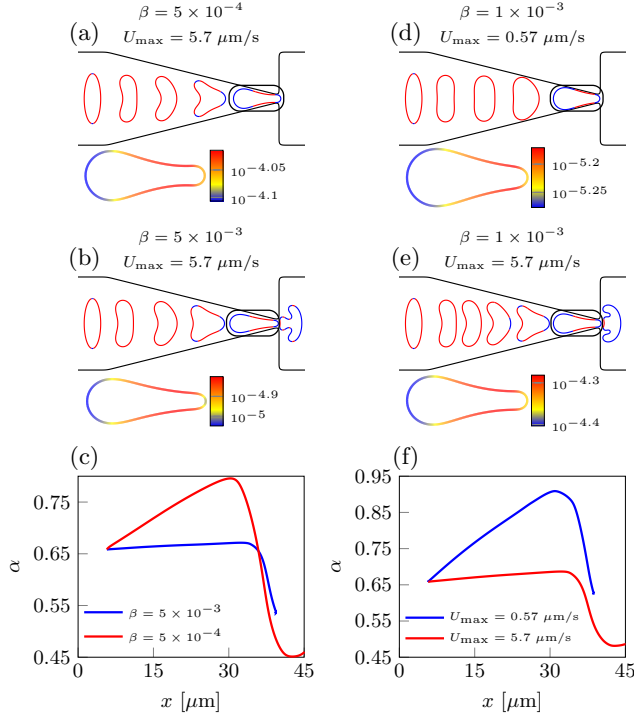 (a)
β = 5 × 10⁻⁴
U_max = 5.7 μm/s
10⁻⁴·⁰⁵
10⁻⁴·¹
(d)
β = 1 × 10⁻³
U_max = 0.57 μm/s
10⁻⁵·²
10⁻⁵·²⁵
(b)
β = 5 × 10⁻³
U_max = 5.7 μm/s
10⁻⁴·⁹
10⁻⁵
(e)
β = 1 × 10⁻³
U_max = 5.7 μm/s
10⁻⁴·³
10⁻⁴·⁴
(c)
0.75
0.65
0.55
0.45
α
β = 5 × 10⁻³
β = 5 × 10⁻⁴
0 15 30 45
x [μm]
(f)
0.95
0.85
0.75
0.65
0.55
0.45
α
U_max = 0.57 μm/s
U_max = 5.7 μm/s
0 15 30 45
x [μm]